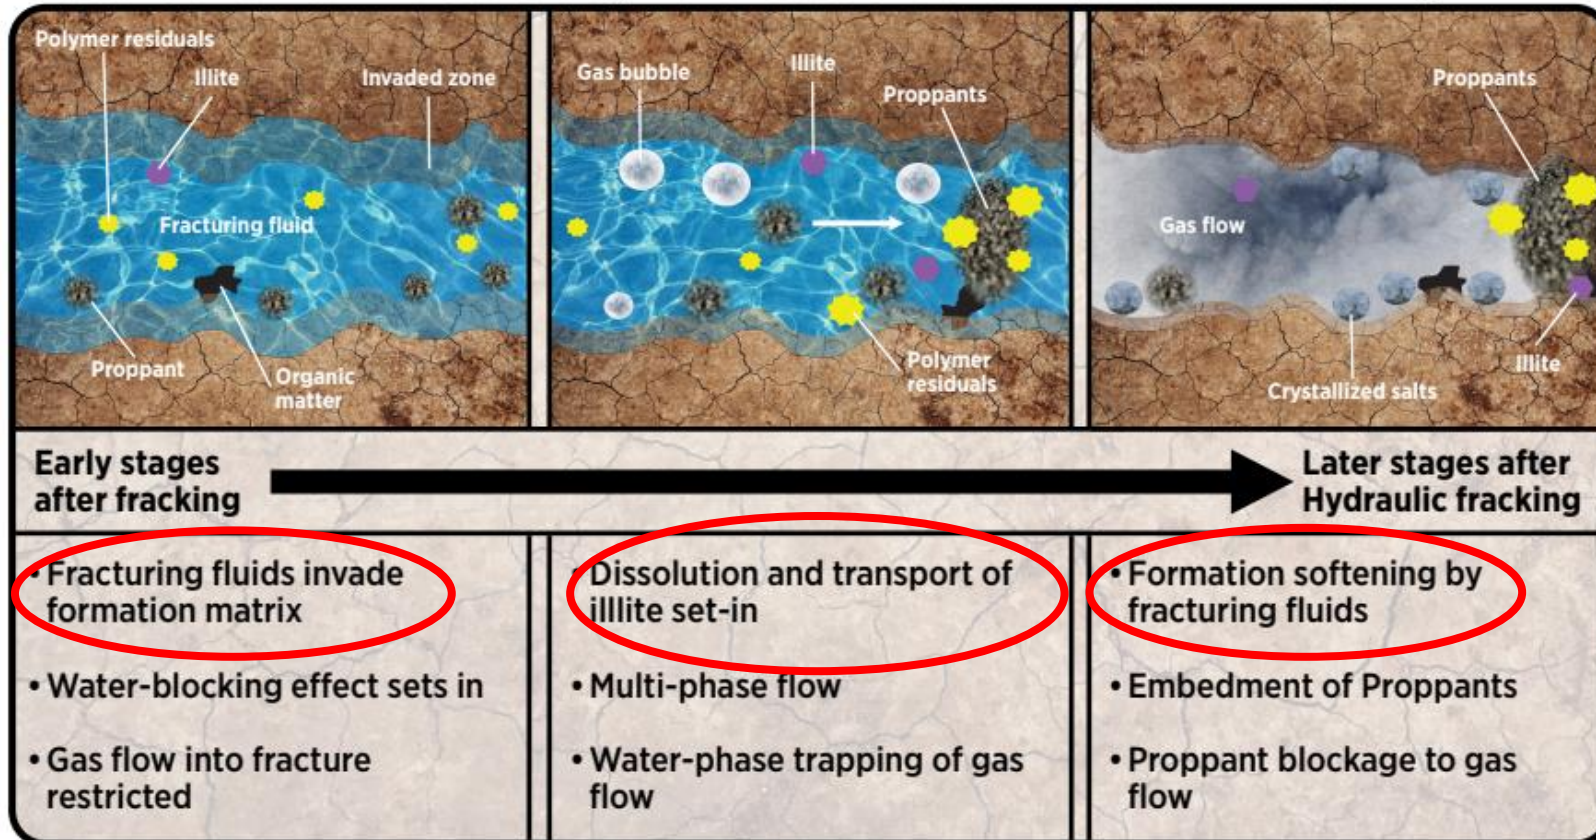 Polymer residuals
Illite
Invaded zone
Fracturing fluid
Proppant
Organic
matter
Gas bubble
Illite
Proppants
Polymer
residuals
Proppants
Gas flow
Illite
Crystallized salts
Early stages
after fracking
Later stages after
Hydraulic fracking
• Fracturing fluids invade
formation matrix
• Water-blocking effect sets in
• Gas flow into fracture
restricted
• Dissolution and transport of
illlite set-in
• Multi-phase flow
• Water-phase trapping of gas
flow
• Formation softening by
fracturing fluids
• Embedment of Proppants
• Proppant blockage to gas
flow